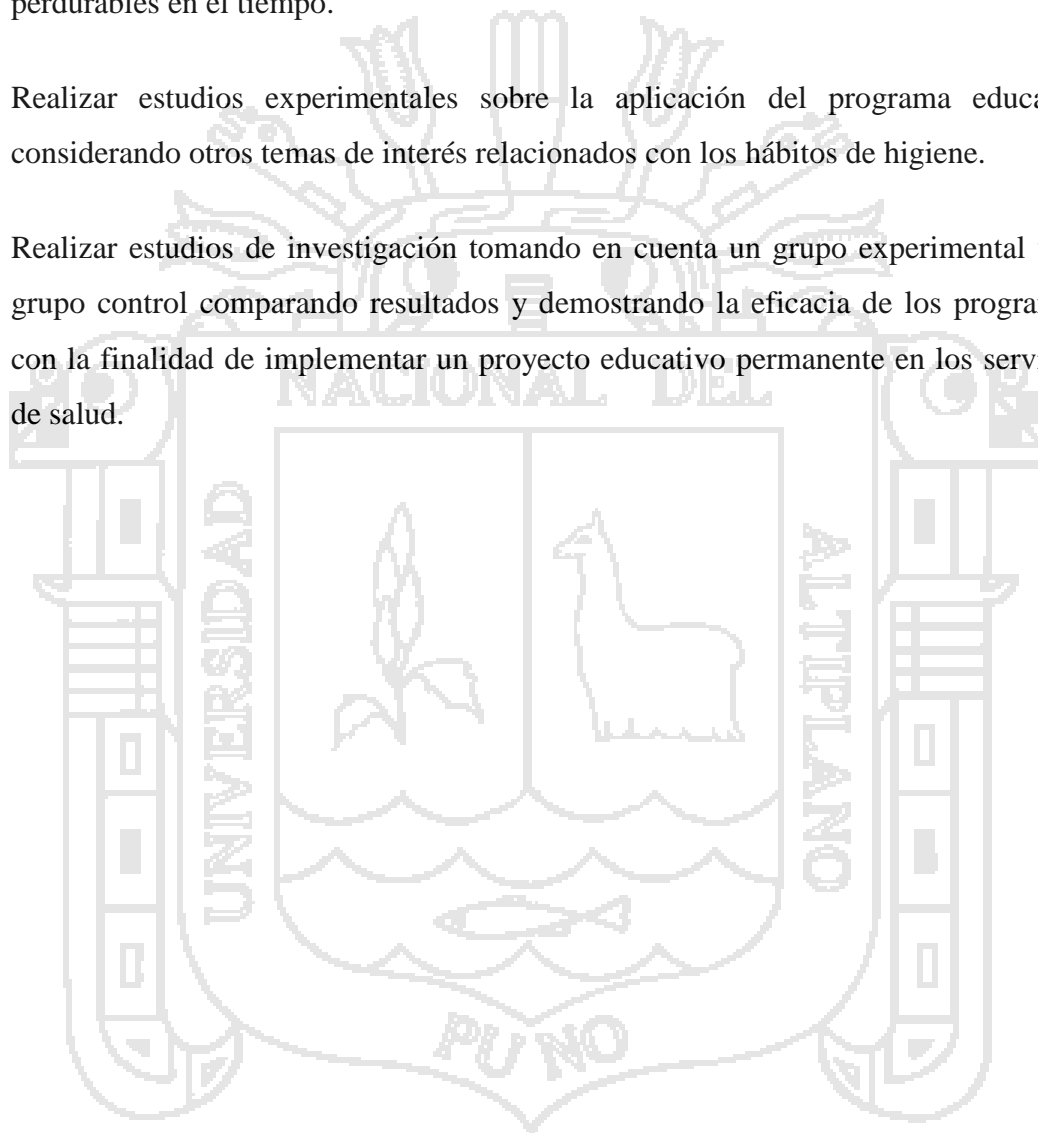 perdurables en el tiempo.
Realizar estudios experimentales sobre la aplicación del programa educa
considerando otros temas de interés relacionados con los hábitos de higiene.
Realizar estudios de investigación tomando en cuenta un grupo experimental
grupo control comparando resultados y demostrando la eficacia de los program
con la finalidad de implementar un proyecto educativo permanente en los servi
de salud.
NACIONAL DEL
UNIVERSIDAD
ALTIPLANO
PUNO